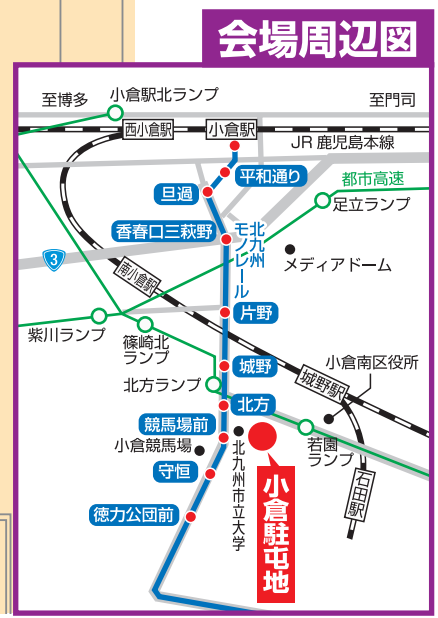 会場周辺図
至博多
小倉駅北ランプ
至門司
西小倉駅
小倉駅
JR 鹿児島本線
平和通り
都市高速
旦過
足立ランプ
香春口三萩野
北九州
モノレール
3
メディアドーム
南小倉駅
片野
紫川ランプ
篠崎北
ランプ
城野
小倉南区役所
城野駅
北方ランプ
北方
競馬場前
小倉競馬場
若園
ランプ
守恒
北九州市立大学
小倉駐屯地
石田駅
徳力公団前